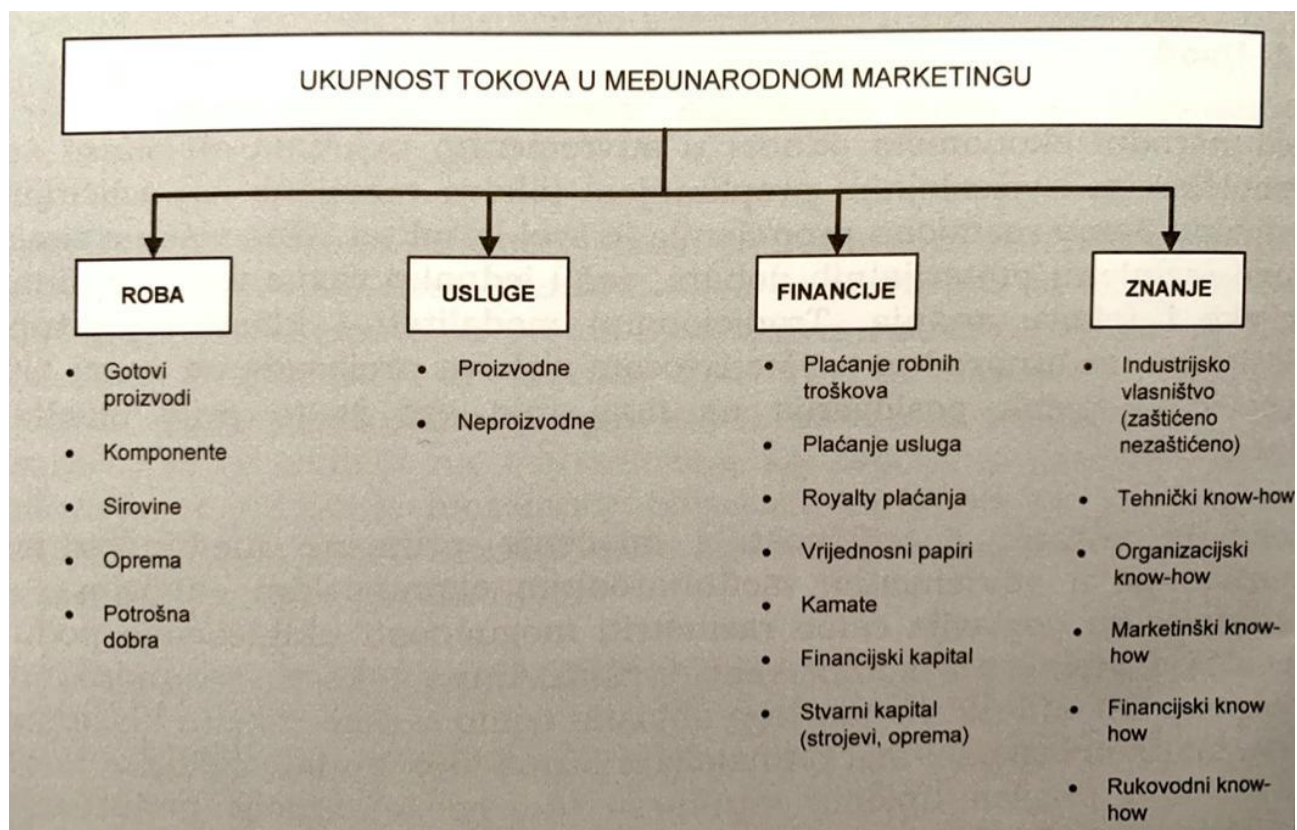 UKUPNOST TOKOVA U MEĐUNARODNOM MARKETINGU
ROBA
• Gotovi
proizvodi
• Komponente
• Sirovine
• Oprema
• Potrošna
dobra
USLUGE
• Proizvodne
• Neproizvodne
FINANCIJE
• Plaćanje robnih
troškova
• Plaćanje usluga
• Royalty plaćanja
• Vrijednosni papiri
• Kamate
• Financijski kapital
• Stvarni kapital
(strojevi, oprema)
ZNANJE
• Industrijsko
vlasništvo
(zaštićeno
nezaštićeno)
• Tehnički know-how
• Organizacijski
know-how
• Marketinški know-
how
• Financijski know
how
• Rukovodni know-
how